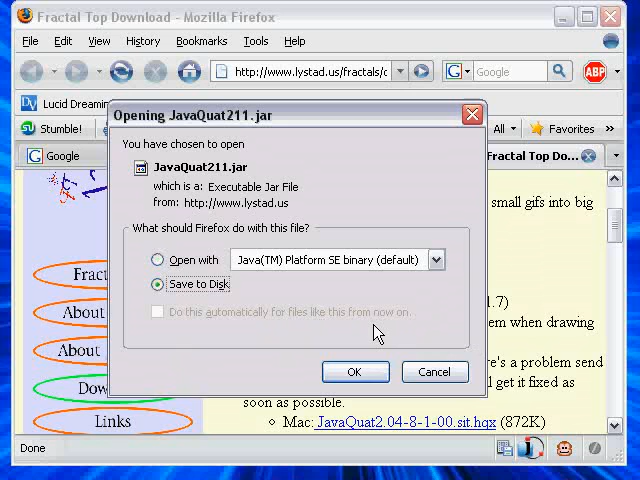 Fractal Top Download - Mozilla Firefox
File Edit View History Bookmarks Tools Help
http://www.lystad.us/fractals/c
G Google
ABP
DV Lucid Dreamin
Stumble!
All
Favorites »
G Google
Fractal Top Do...
Opening JavaQuat211.jar
You have chosen to open
JavaQuat211.jar
which is a: Executable Jar File
from: http://www.lystad.us
What should Firefox do with this file?
Open with Java(TM) Platform SE binary (default)
Save to Disk
Do this automatically for files like this from now on.
OK Cancel
small gifs into big
Fract
1.7)
About
em when drawing
About
re's a problem send
Dow
get it fixed as
soon as possible.
Links
Mac: JavaQuat2.04-8-1-00.sit.hqx (872K)
Done